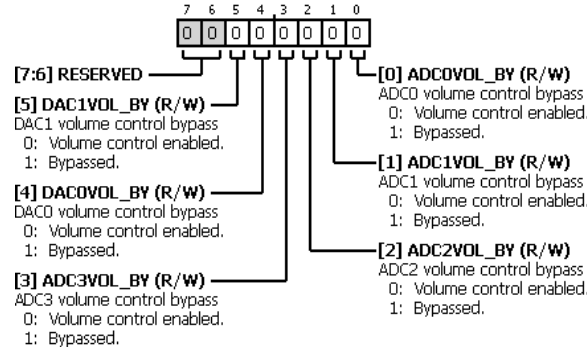 7 6 5 4 3 2 1 0
0 0 0 0 0 0 0 0
[7:6] RESERVED
[5] DAC1VOL_BY (R/W)
DAC1 volume control bypass
0: Volume control enabled.
1: Bypassed.
[4] DAC0VOL_BY (R/W)
DAC0 volume control bypass
0: Volume control enabled.
1: Bypassed.
[3] ADC3VOL_BY (R/W)
ADC3 volume control bypass
0: Volume control enabled.
1: Bypassed.
[0] ADC0VOL_BY (R/W)
ADC0 volume control bypass
0: Volume control enabled.
1: Bypassed.
[1] ADC1VOL_BY (R/W)
ADC1 volume control bypass
0: Volume control enabled.
1: Bypassed.
[2] ADC2VOL_BY (R/W)
ADC2 volume control bypass
0: Volume control enabled.
1: Bypassed.